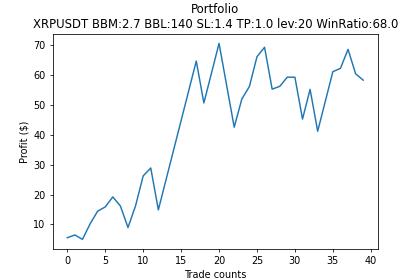 Portfolio
XRPUSDT BBM:2.7 BBL:140 SL:1.4 TP:1.0 lev:20 WinRatio:68.0
70
60
50
40
30
20
10
Profit ($)
0 5 10 15 20 25 30 35 40
Trade counts